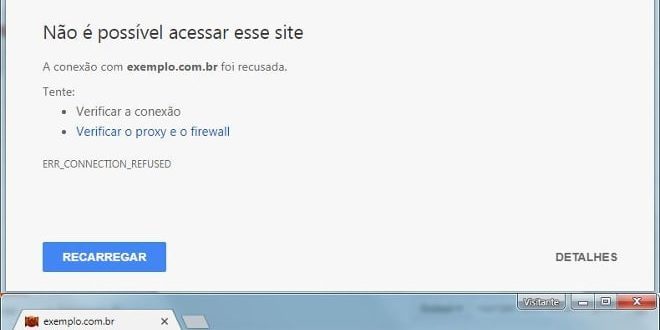 Não é possível acessar esse site
A conexão com exemplo.com.br foi recusada.
Tente:
• Verificar a conexão
• Verificar o proxy e o firewall
ERR_CONNECTION_REFUSED
RECARREGAR
DETALHES
Visitante
exemplo.com.br